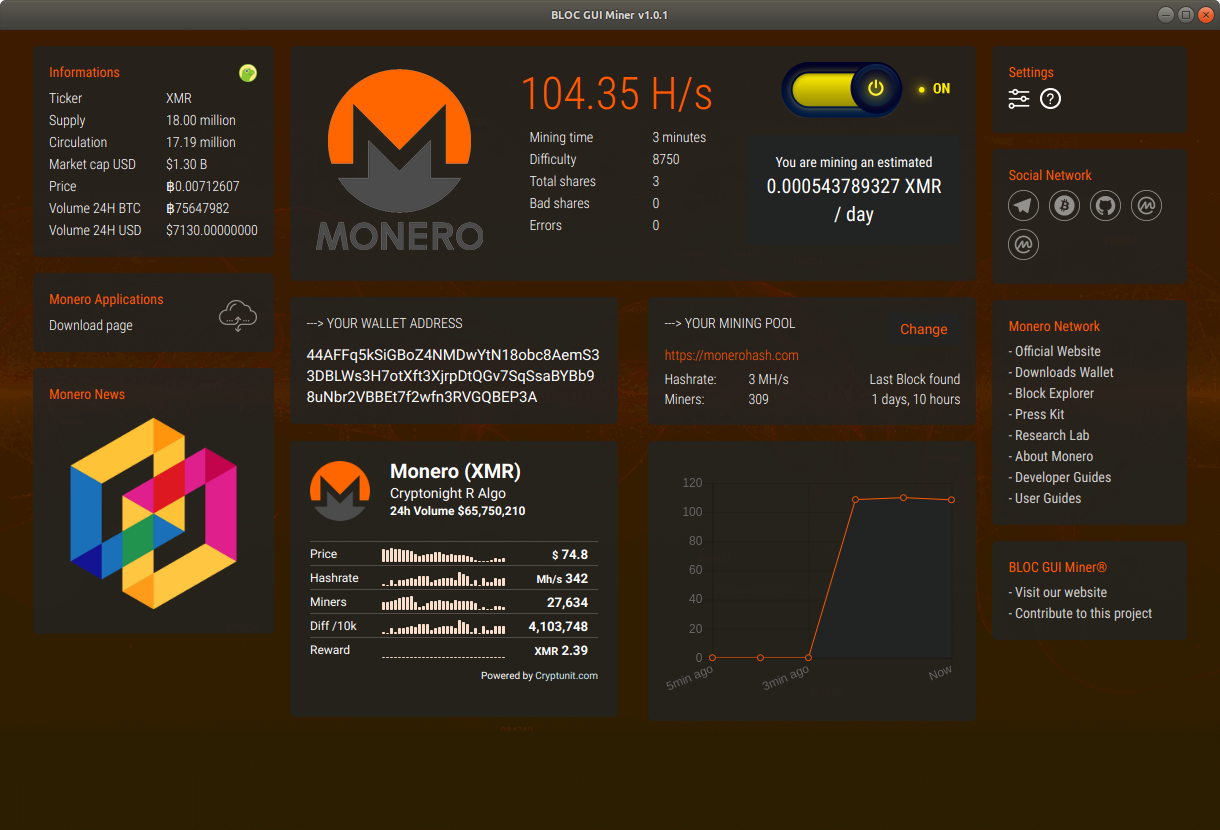 BLOC GUI Miner v1.0.1
Informations
Ticker XMR
Supply 18.00 million
Circulation 17.19 million
Market cap USD $1.30 B
Price ฿0.00712607
Volume 24H BTC ฿75647982
Volume 24H USD $7130.00000000
Monero Applications
Download page
Monero News
MONERO
104.35 H/s
Mining time 3 minutes
Difficulty 8750
Total shares 3
Bad shares 0
Errors 0
ON
You are mining an estimated
0.000543789327 XMR
/ day
---> YOUR WALLET ADDRESS
44AFFq5kSiGBoZ4NMDwYtN18obc8AemS3
3DBLWs3H7otXft3XjrpDtQGv7SqSsaBYBb9
8uNbr2VBBEt7f2wfn3RVGQBEP3A
---> YOUR MINING POOL
Change
https://monerohash.com
Hashrate: 3 MH/s Last Block found
Miners: 309 1 days, 10 hours
Monero (XMR)
Cryptonight R Algo
24h Volume $65,750,210
Price $ 74.8
Hashrate Mh/s 342
Miners 27,634
Diff /10k 4,103,748
Reward XMR 2.39
Powered by Cryptunit.com
120
100
80
60
40
20
0
5min ago 3min ago Now
Settings
?
Social Network
Monero Network
- Official Website
- Downloads Wallet
- Block Explorer
- Press Kit
- Research Lab
- About Monero
- Developer Guides
- User Guides
BLOC GUI Miner®
- Visit our website
- Contribute to this project